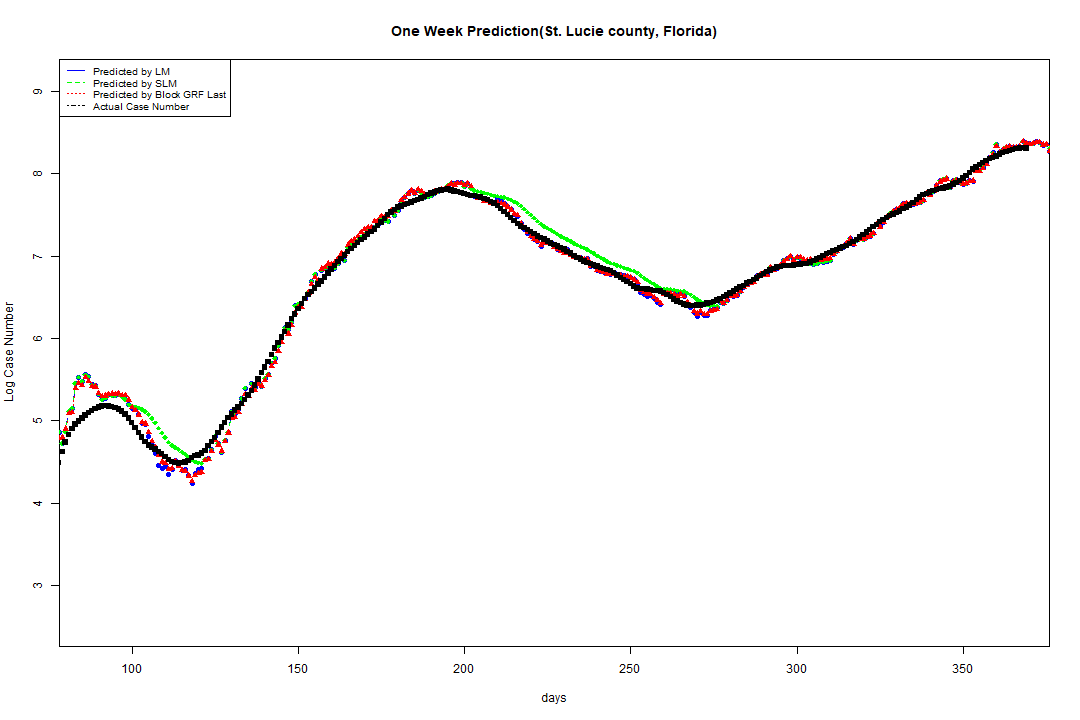 One Week Prediction(St. Lucie county, Florida)
Predicted by LM
Predicted by SLM
Predicted by Block GRF Last
Actual Case Number
Log Case Number
9
8
7
6
5
4
3
100 150 200 250 300 350
days